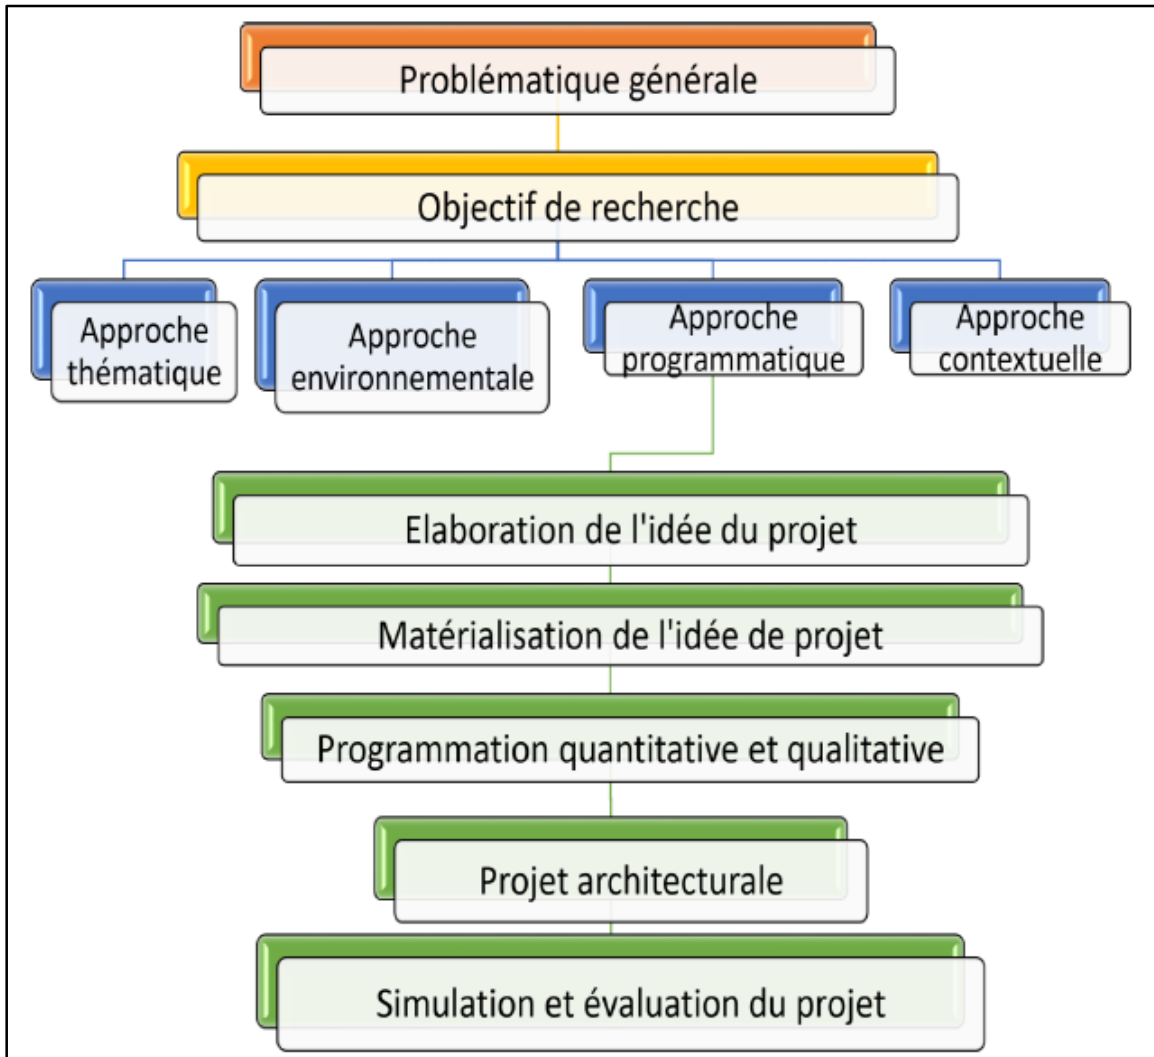 Problématique générale
Objectif de recherche
Approche
thématique
Approche
environnementale
Approche
programmatique
Approche
contextuelle
Elaboration de l'idée du projet
Matérialisation de l'idée de projet
Programmation quantitative et qualitative
Projet architecturale
Simulation et évaluation du projet